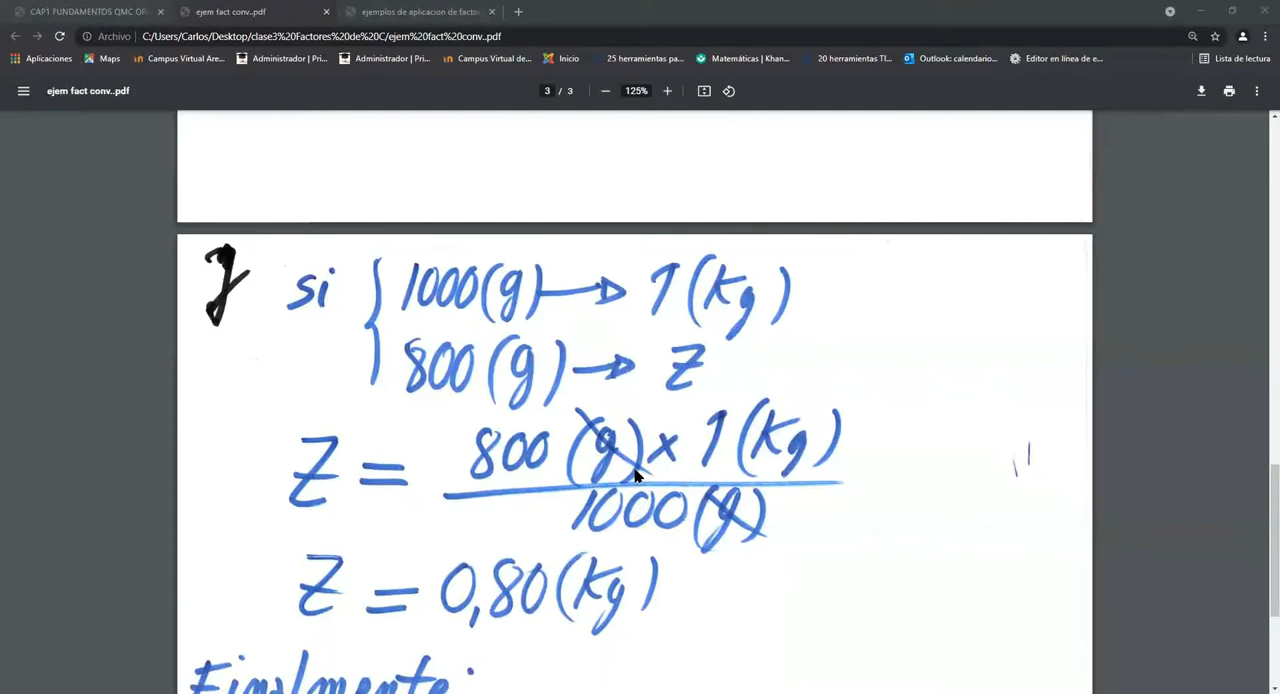 CAP1 FUNDAMENTOS QMC OR
ejem fact conv..pdf
ejemplos de aplicacion de facto
Archivo
C:/Users/Carlos/Desktop/clase3%20Factores%20de%20C/ejem%20fact%20conv..pdf
Aplicaciones
Maps
Campus Virtual Are...
Administrador | Pri...
Administrador | Pri...
Campus Virtual de...
Inicio
25 herramientas pa...
Matemáticas | Khan...
20 herramientas TI...
Outlook: calendario...
Editor en línea de e...
Lista de lectura
ejem fact conv..pdf
3 / 3
125%
y si { 1000(g) → 1(Kg)
800(g) → Z
Z = 800(g) x 1(Kg)
1000(g)
Z = 0,80(Kg)
Finalmente: